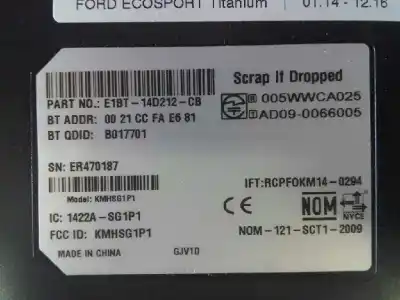 FORD ECOSPORT Titanium 01.14 - 12.16
Scrap If Dropped
PART NO.: E1BT-14D212-CB
005WWCA025
BT ADDR: 00 21 CC FA E6 81
AD09-0066005
BT QDID: B017701
SN: ER470187
IFT:RCPFOKM14-0294
Model: KMHSG1P1
IC: 1422A-SG1P1
CE NOM NYCE
FCC ID: KMHSG1P1
NOM-121-SCT1-2009
MADE IN CHINA GJV10